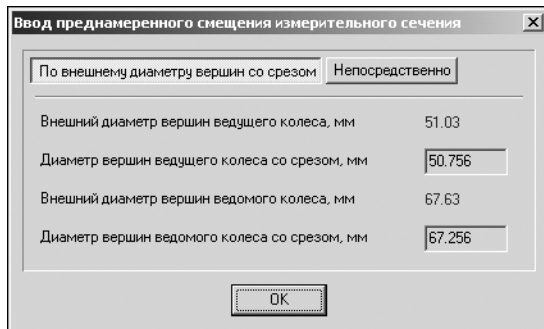 Ввод преднамеренного смещения измерительного сечения
По внешнему диаметру вершин со срезом Непосредственно
Внешний диаметр вершин ведущего колеса, мм 51.03
Диаметр вершин ведущего колеса со срезом, мм 50.756
Внешний диаметр вершин ведомого колеса, мм 67.63
Диаметр вершин ведомого колеса со срезом, мм 67.256
OK